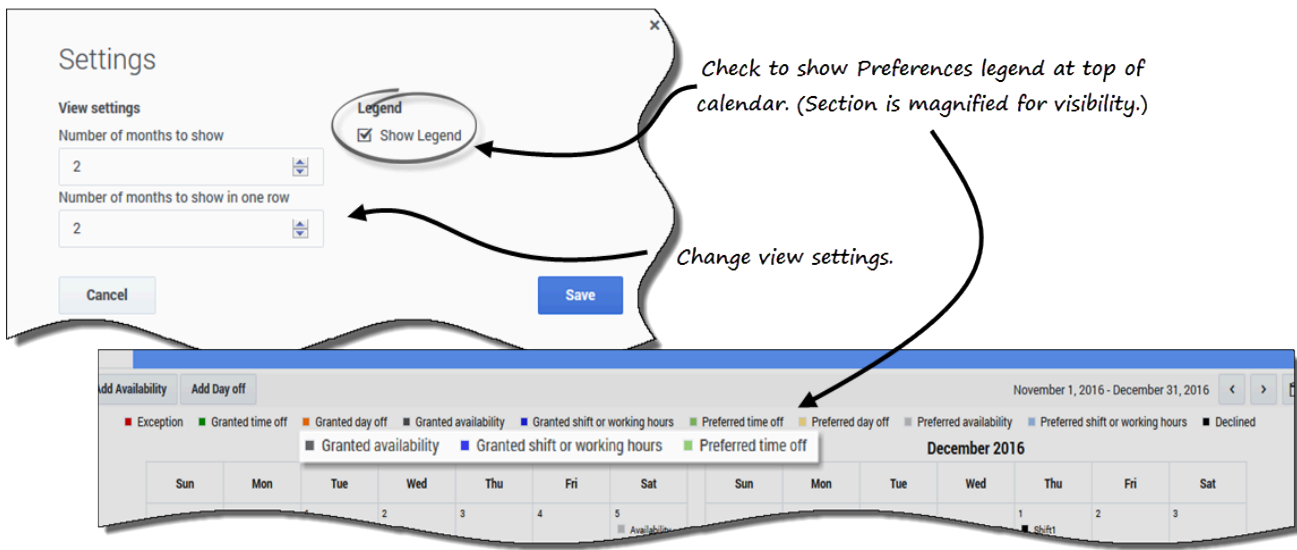 ×
Settings
View settings
Legend
Number of months to show
Show Legend
2
Number of months to show in one row
2
Cancel
Save
Check to show Preferences legend at top of
calendar. (Section is magnified for visibility.)
Change view settings.
Add Availability
Add Day off
November 1, 2016 - December 31, 2016 < >
Exception Granted time off Granted day off Granted availability Granted shift or working hours Preferred time off Preferred day off Preferred availability Preferred shift or working hours Declined
Granted availability Granted shift or working hours Preferred time off
December 2016
Sun Mon Tue Wed Thu Fri Sat Sun Mon Tue Wed Thu Fri Sat
1 2 3 4 5 1 2 3
Availability Shift1